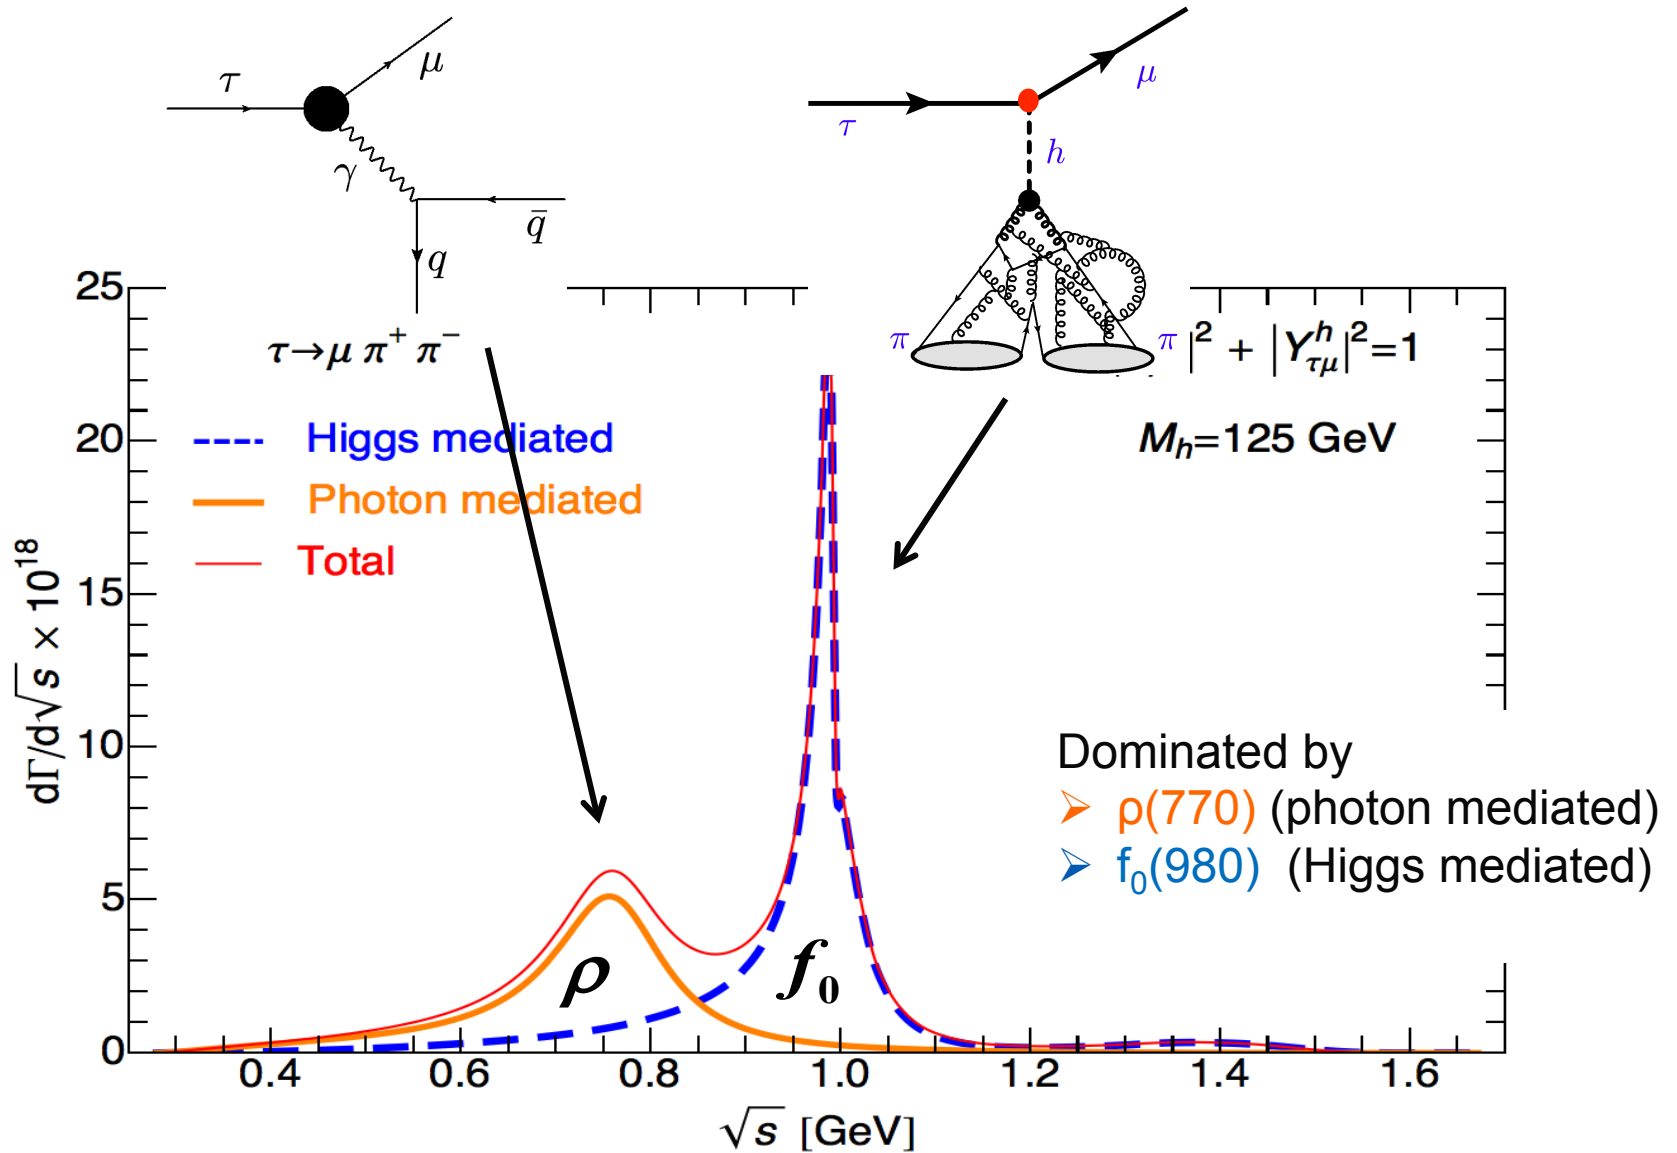 τ
μ
γ
q̄
q
τ
μ
h
π
π
τ→μ π⁺ π⁻
|² + |Y^h_τμ|²=1
M_h=125 GeV
Higgs mediated
Photon mediated
Total
25
20
15
10
5
0
dΓ/d√s × 10¹⁸
ρ
f₀
Dominated by
➢ ρ(770) (photon mediated)
➢ f₀(980) (Higgs mediated)
0.4 0.6 0.8 1.0 1.2 1.4 1.6
√s [GeV]